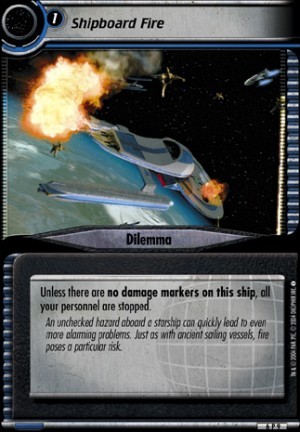 1 Shipboard Fire
Dilemma
Unless there are no damage markers on this ship, all
your personnel are stopped.
An unchecked hazard aboard a starship can quickly lead to even
more alarming problems. Just as with ancient sailing vessels, fire
poses a particular risk.
6 P 9